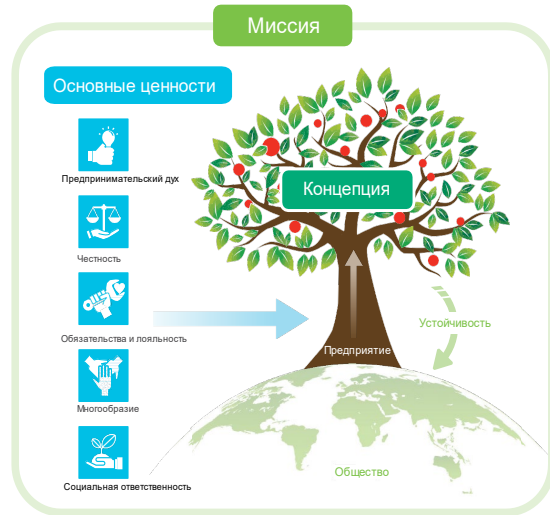 Миссия
Основные ценности
Предпринимательский дух
Честность
Обязательства и лояльность
Многообразие
Социальная ответственность
Концепция
Устойчивость
Предприятие
Общество